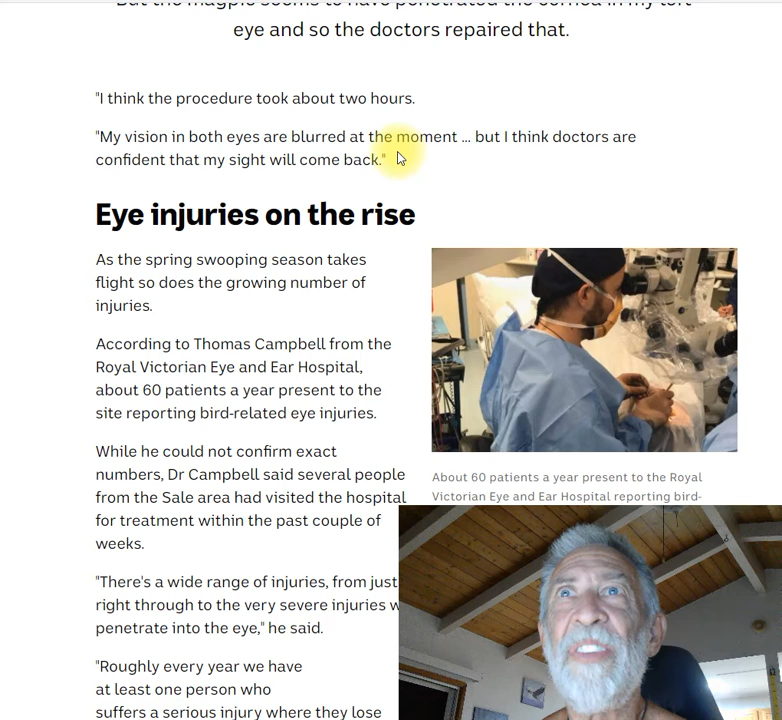 eye and so the doctors repaired that.
"I think the procedure took about two hours.
"My vision in both eyes are blurred at the moment ... but I think doctors are
confident that my sight will come back."
Eye injuries on the rise
As the spring swooping season takes
flight so does the growing number of
injuries.
According to Thomas Campbell from the
Royal Victorian Eye and Ear Hospital,
about 60 patients a year present to the
site reporting bird-related eye injuries.
While he could not confirm exact
numbers, Dr Campbell said several people
from the Sale area had visited the hospital
for treatment within the past couple of
weeks.
"There's a wide range of injuries, from just
right through to the very severe injuries w
penetrate into the eye," he said.
"Roughly every year we have
at least one person who
suffers a serious injury where they lose
About 60 patients a year present to the Royal
Victorian Eye and Ear Hospital reporting bird-